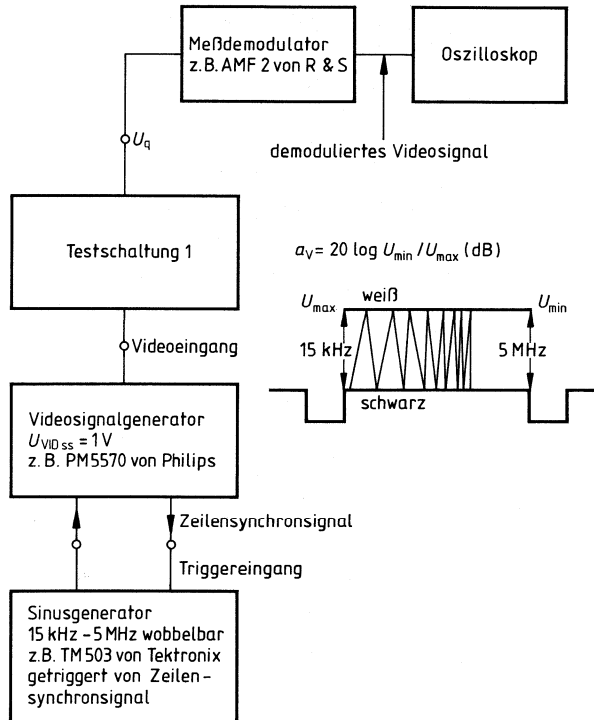 Meßdemodulator
z.B. AMF 2 von R & S
Oszilloskop
U_q
demoduliertes Videosignal
Testschaltung 1
a_V = 20 log U_min / U_max (dB)
U_max
weiß
U_min
15 kHz
5 MHz
schwarz
Videoeingang
Videosignalgenerator
U_VID ss = 1 V
z. B. PM 5570 von Philips
Zeilensynchronsignal
Triggereingang
Sinusgenerator
15 kHz – 5 MHz wobbelbar
z.B. TM 503 von Tektronix
getriggert von Zeilen-
synchronsignal